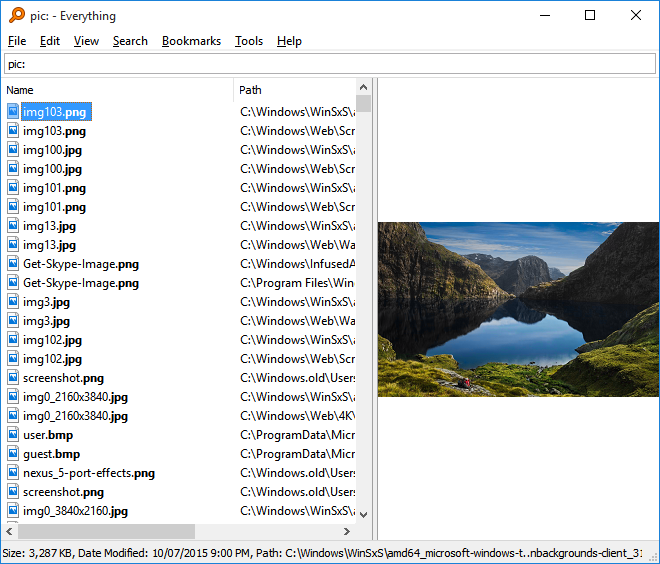 pic: - Everything
File Edit View Search Bookmarks Tools Help
pic:
Name Path
img103.png C:\Windows\WinSxS\a
img103.png C:\Windows\Web\Scr
img100.jpg C:\Windows\WinSxS\a
img100.jpg C:\Windows\Web\Scr
img101.png C:\Windows\WinSxS\a
img101.png C:\Windows\Web\Scr
img13.jpg C:\Windows\WinSxS\a
img13.jpg C:\Windows\Web\Wa
Get-Skype-Image.png C:\Windows\InfusedA
Get-Skype-Image.png C:\Program Files\Win
img3.jpg C:\Windows\WinSxS\a
img3.jpg C:\Windows\Web\Wa
img102.jpg C:\Windows\WinSxS\a
img102.jpg C:\Windows\Web\Scr
screenshot.png C:\Windows.old\Users
img0_2160x3840.jpg C:\Windows\WinSxS\a
img0_2160x3840.jpg C:\Windows\Web\4K\
user.bmp C:\ProgramData\Micr
guest.bmp C:\ProgramData\Micr
nexus_5-port-effects.png C:\Windows.old\Users
screenshot.png C:\Windows.old\Users
img0_3840x2160.jpg C:\Windows\WinSxS\a
Size: 3,287 KB, Date Modified: 10/07/2015 9:00 PM, Path: C:\Windows\WinSxS\amd64_microsoft-windows-t..nbackgrounds-client_31